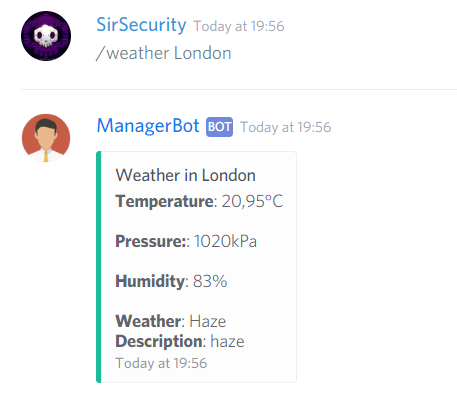 SirSecurity Today at 19:56
/weather London
ManagerBot BOT Today at 19:56
Weather in London
Temperature: 20,95ºC
Pressure:: 1020kPa
Humidity: 83%
Weather: Haze
Description: haze
Today at 19:56